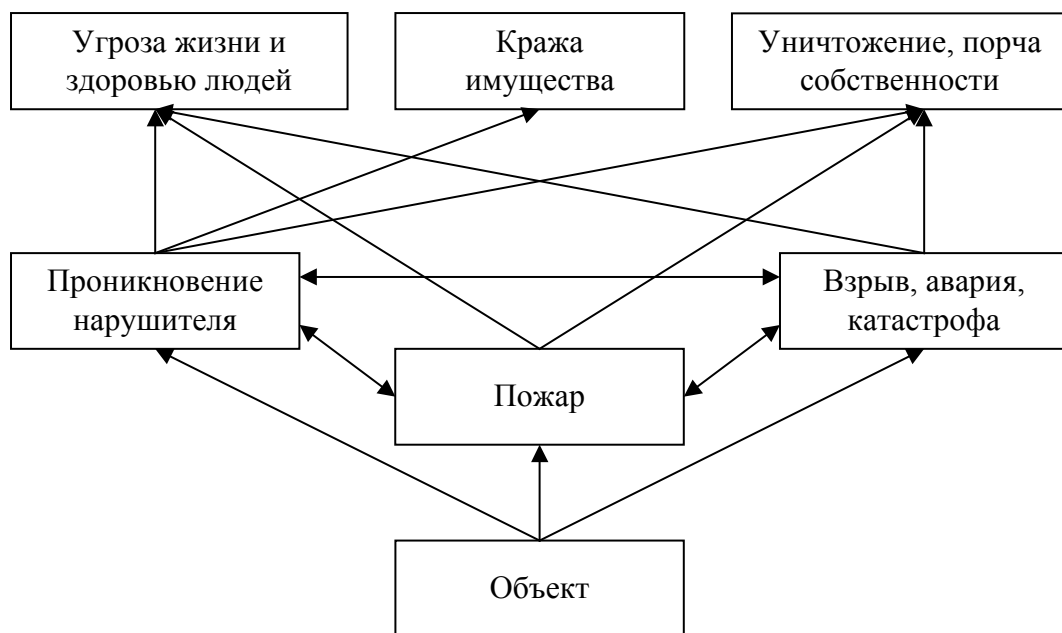 Угроза жизни и
здоровью людей
Кража
имущества
Уничтожение, порча
собственности
Проникновение
нарушителя
Взрыв, авария,
катастрофа
Пожар
Объект